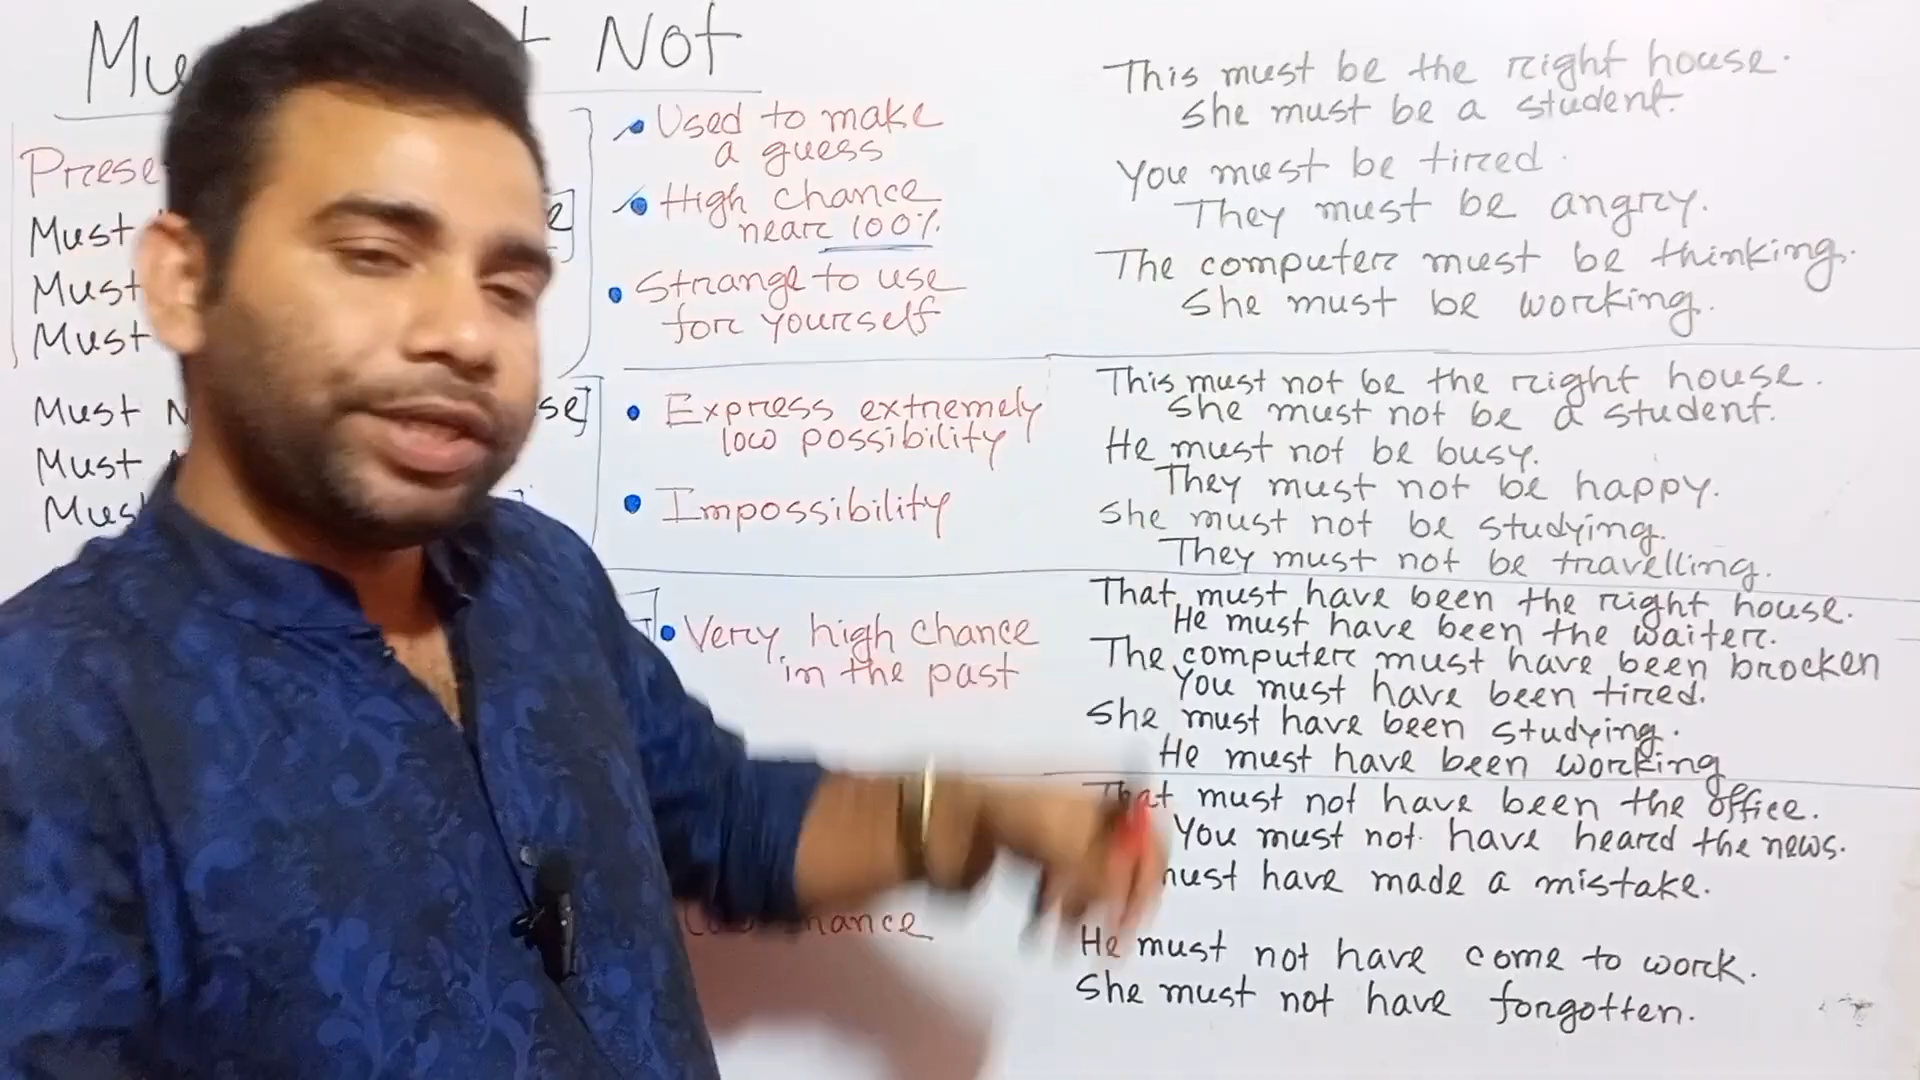 Not
Must
Must
Must
Must
Must
Used to make
a guess
High chance
near 100%
Strange to use
for yourself
Express extremely
low possibility
Impossibility
Very high chance
in the past
This must be the right house.
She must be a student.
You must be tired.
They must be angry.
The computer must be thinking.
She must be working.
This must not be the right house.
She must not be a student.
He must not be busy.
They must not be happy.
She must not be studying.
They must not be travelling.
That must have been the right house.
He must have been the waiter.
The computer must have been brocken
You must have been tired.
She must have been studying.
He must have been working
That must not have been the office.
You must not have heard the news.
must have made a mistake.
He must not have come to work.
She must not have forgotten.